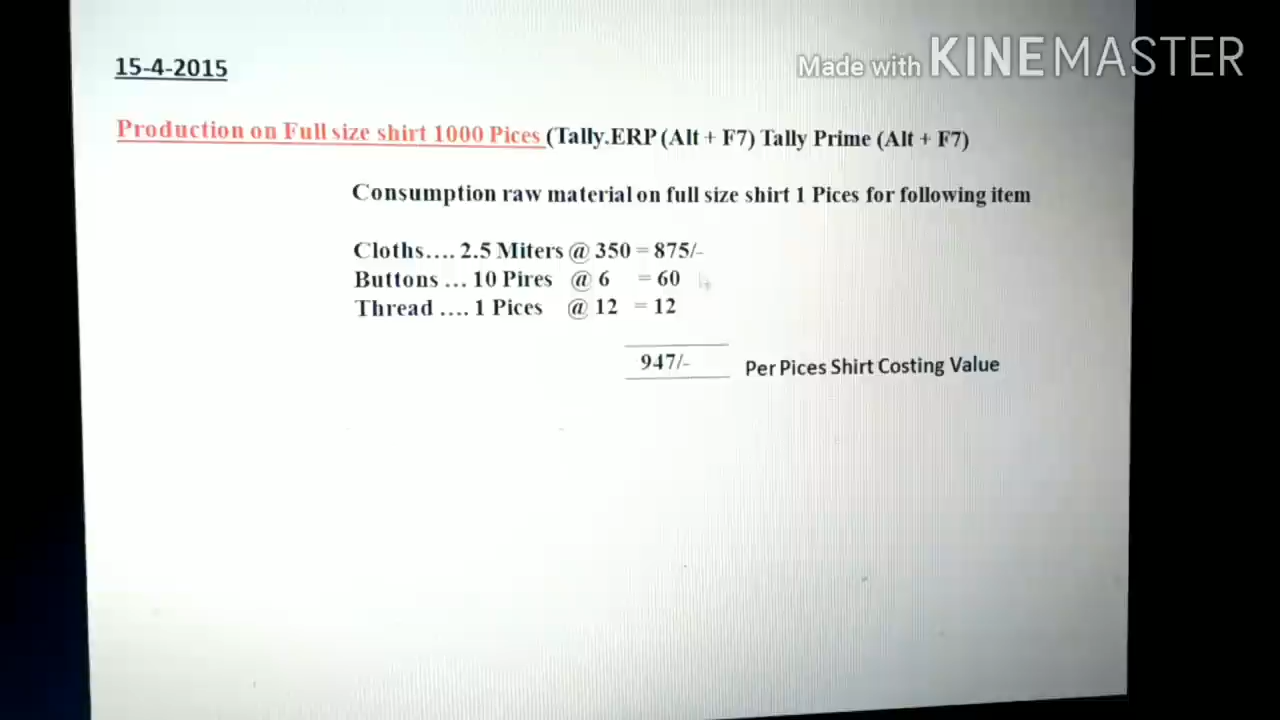 15-4-2015
Made with KINEMASTER
Production on Full size shirt 1000 Pices (Tally.ERP (Alt + F7) Tally Prime (Alt + F7)
Consumption raw material on full size shirt 1 Pices for following item
Cloths.... 2.5 Miters @ 350 = 875/-
Buttons ... 10 Pires @ 6 = 60
Thread .... 1 Pices @ 12 = 12
947/- Per Pices Shirt Costing Value